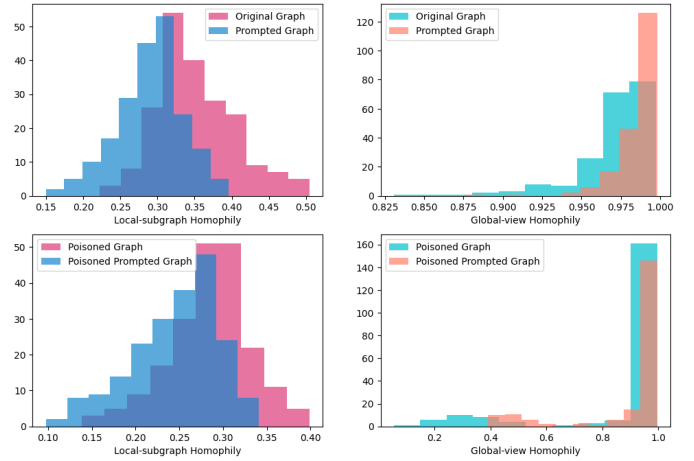 Original Graph
Prompted Graph
50
40
30
20
10
0
0.15 0.20 0.25 0.30 0.35 0.40 0.45 0.50
Local-subgraph Homophily
Original Graph
Prompted Graph
120
100
80
60
40
20
0
0.825 0.850 0.875 0.900 0.925 0.950 0.975 1.000
Global-view Homophily
Poisoned Graph
Poisoned Prompted Graph
50
40
30
20
10
0
0.10 0.15 0.20 0.25 0.30 0.35 0.40
Local-subgraph Homophily
Poisoned Graph
Poisoned Prompted Graph
160
140
120
100
80
60
40
20
0
0.2 0.4 0.6 0.8 1.0
Global-view Homophily